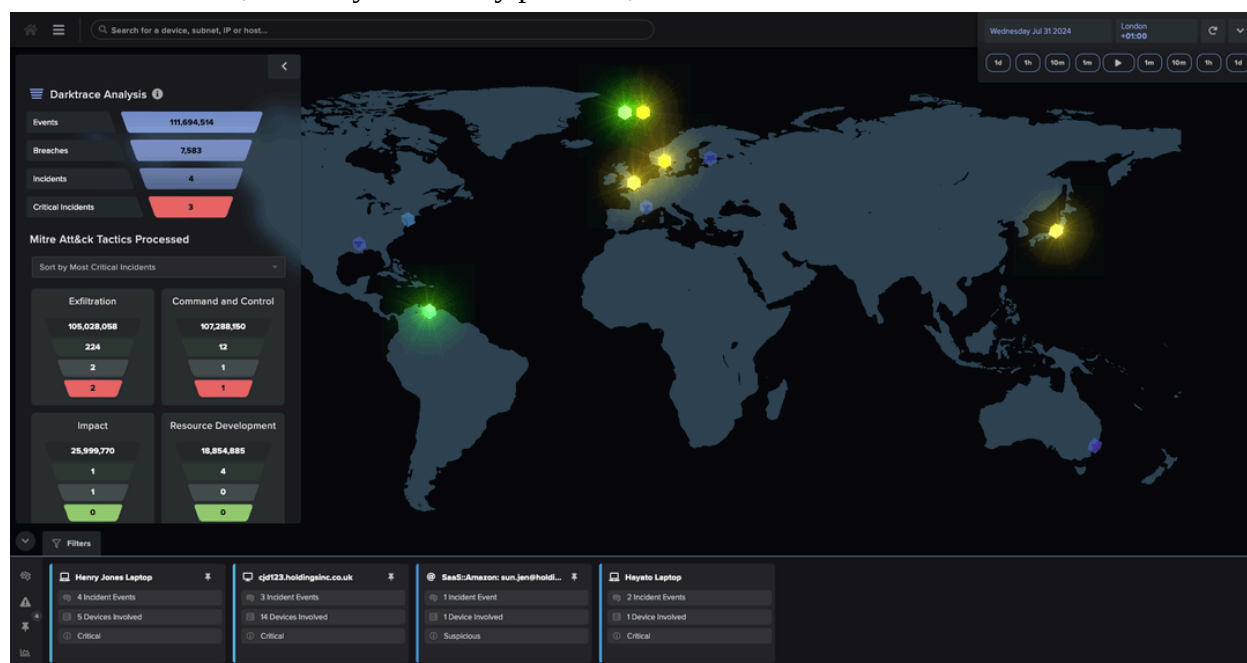 Search for a device, subnet, IP or host...
Wednesday Jul 31 2024
London
+01:00
1d 1h 10m 1m 1m 10m 1h 1d
Darktrace Analysis
Events 111,694,514
Breaches 7,583
Incidents 4
Critical Incidents 3
Mitre Att&ck Tactics Processed
Sort by Most Critical Incidents
Exfiltration
105,028,058
224
2
2
Command and Control
107,288,150
12
1
1
Impact
25,999,770
1
1
0
Resource Development
18,854,885
4
0
0
Filters
4
Henry Jones Laptop
4 Incident Events
5 Devices Involved
Critical
cjd123.holdingsinc.co.uk
3 Incident Events
14 Devices Involved
Critical
@ SaaS::Amazon: sun.jen@holdi...
1 Incident Event
1 Device Involved
Suspicious
Hayato Laptop
2 Incident Events
1 Device Involved
Critical